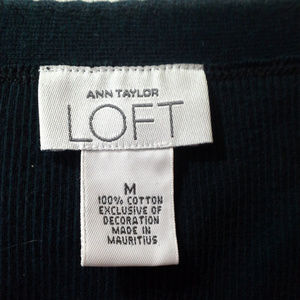 ANN TAYLOR
LOFT
M
100% COTTON
EXCLUSIVE OF
DECORATION
MADE IN
MAURITIUS